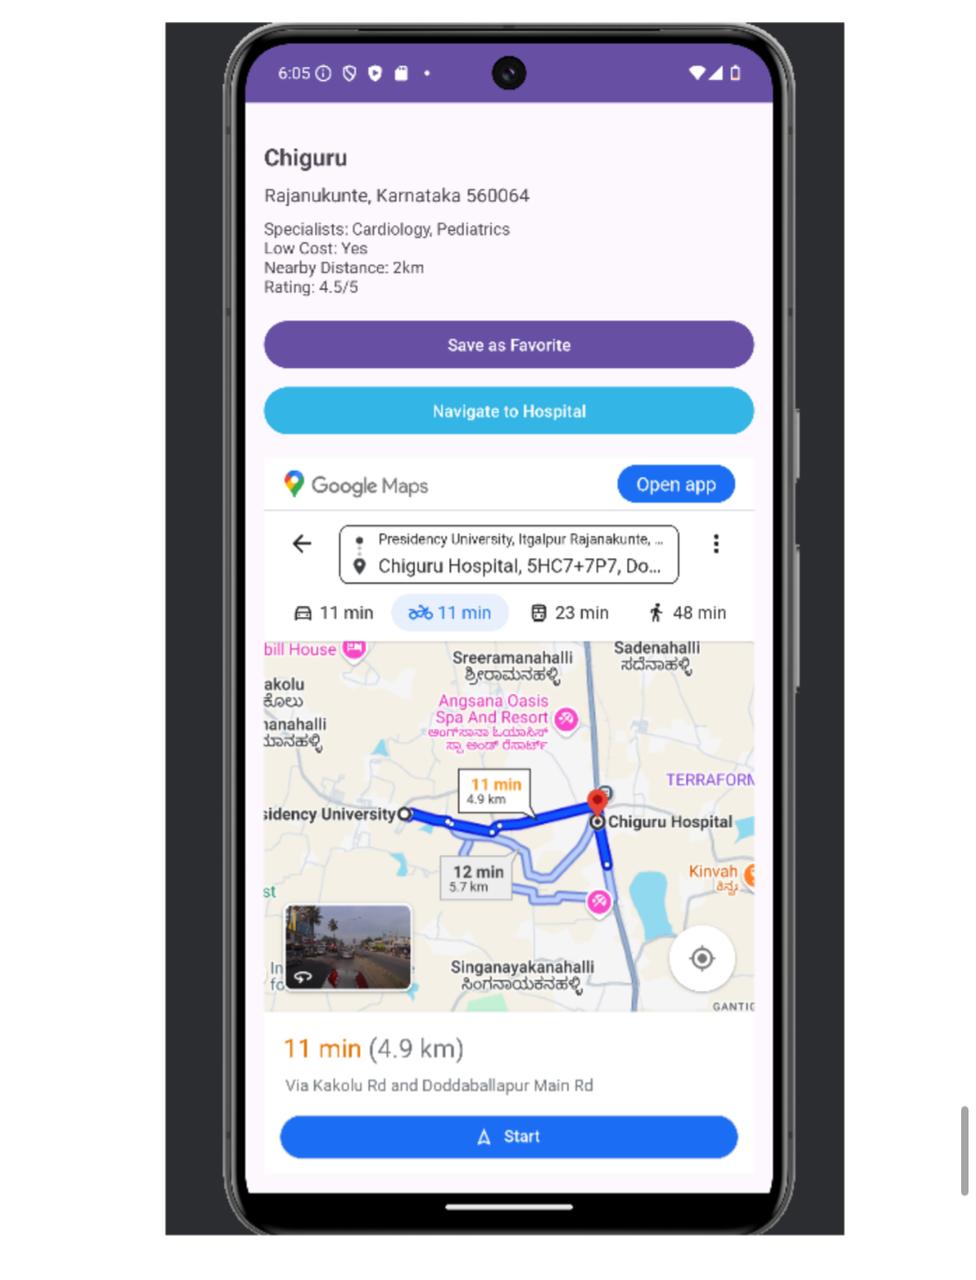 6:05
Chiguru
Rajanukunte, Karnataka 560064
Specialists: Cardiology, Pediatrics
Low Cost: Yes
Nearby Distance: 2km
Rating: 4.5/5
Save as Favorite
Navigate to Hospital
Google Maps
Open app
Presidency University, Itgalpur Rajanakunte, ...
Chiguru Hospital, 5HC7+7P7, Do...
11 min
11 min
23 min
48 min
bill House
Sreeramanahalli
ಶ್ರೀರಾಮನಹಳ್ಳಿ
Sadenahalli
ಸದೆನಾಹಳ್ಳಿ
akolu
ಕೊಲು
Angsana Oasis
Spa And Resort
ಅಂಗ್‌ಸಾನಾ ಓಯಾಸಿಸ್
ಸ್ಪಾ ಅಂಡ್ ರೆಸಾರ್ಟ್
nanahalli
ಮಾನಹಳ್ಳಿ
TERRAFORM
11 min
4.9 km
sidency University
Chiguru Hospital
12 min
5.7 km
Kinvah
st
Singanayakanahalli
ಸಿಂಗನಾಯಕನಹಳ್ಳಿ
In
fo
GANTIG
11 min (4.9 km)
Via Kakolu Rd and Doddaballapur Main Rd
Start